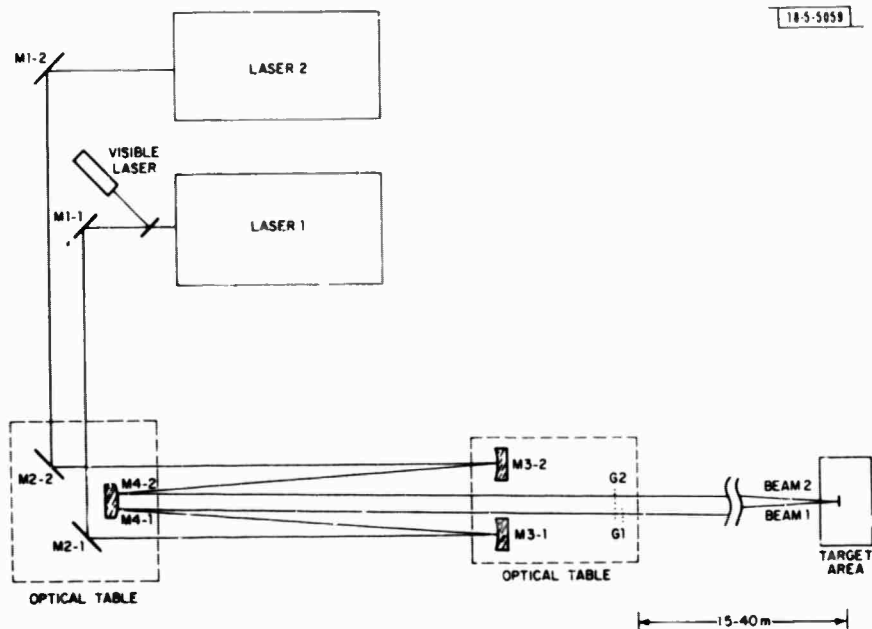 18-5-5059
M1-2
LASER 2
VISIBLE
LASER
M1-1
LASER 1
M2-2
M4-2
M4-1
M2-1
M3-2
M3-1
G2
G1
BEAM 2
BEAM 1
TARGET
AREA
OPTICAL TABLE
OPTICAL TABLE
15-40 m